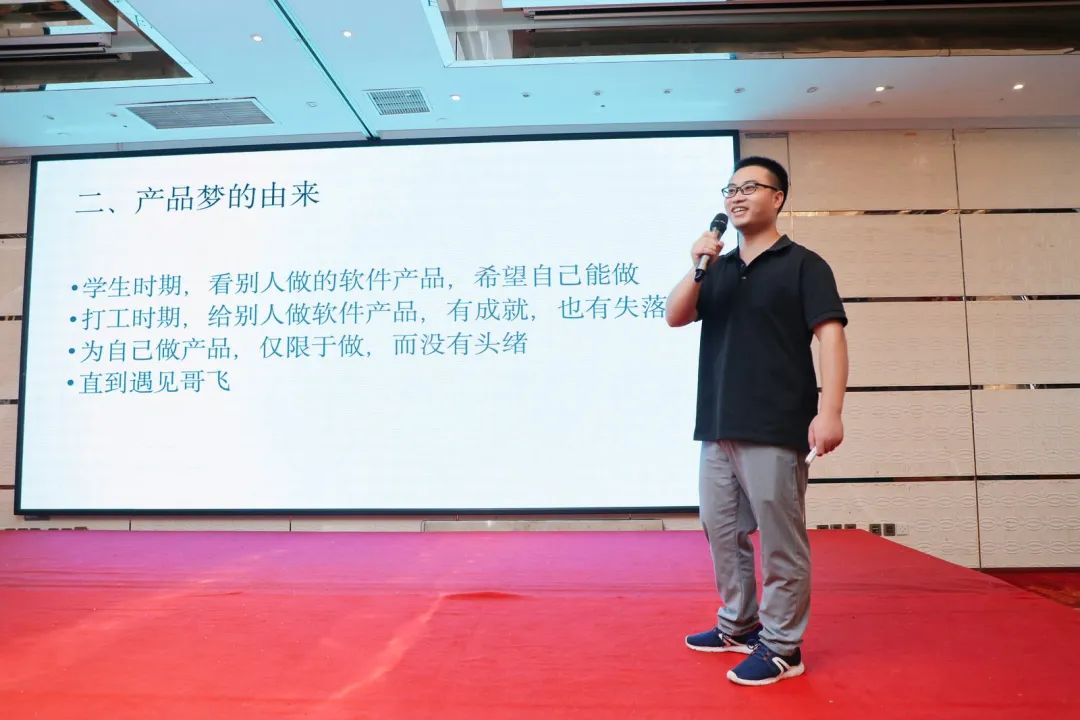 二、产品梦的由来
•学生时期，看别人做的软件产品，希望自己能做
•打工时期，给别人做软件产品，有成就，也有失落
•为自己做产品，仅限于做，而没有头绪
•直到遇见哥飞